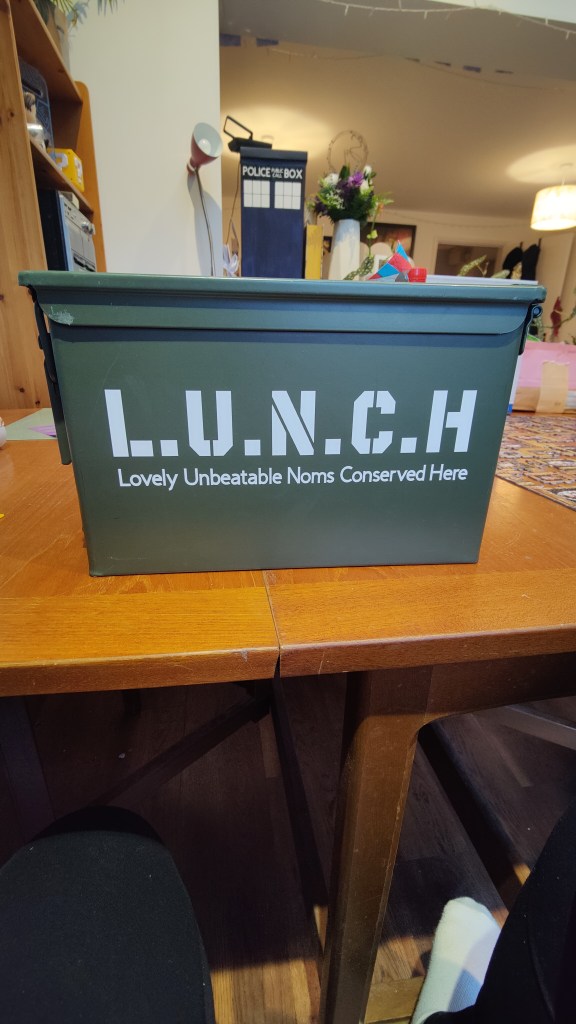 POLICE PUBLIC CALL BOX
L.U.N.C.H
Lovely Unbeatable Noms Conserved Here